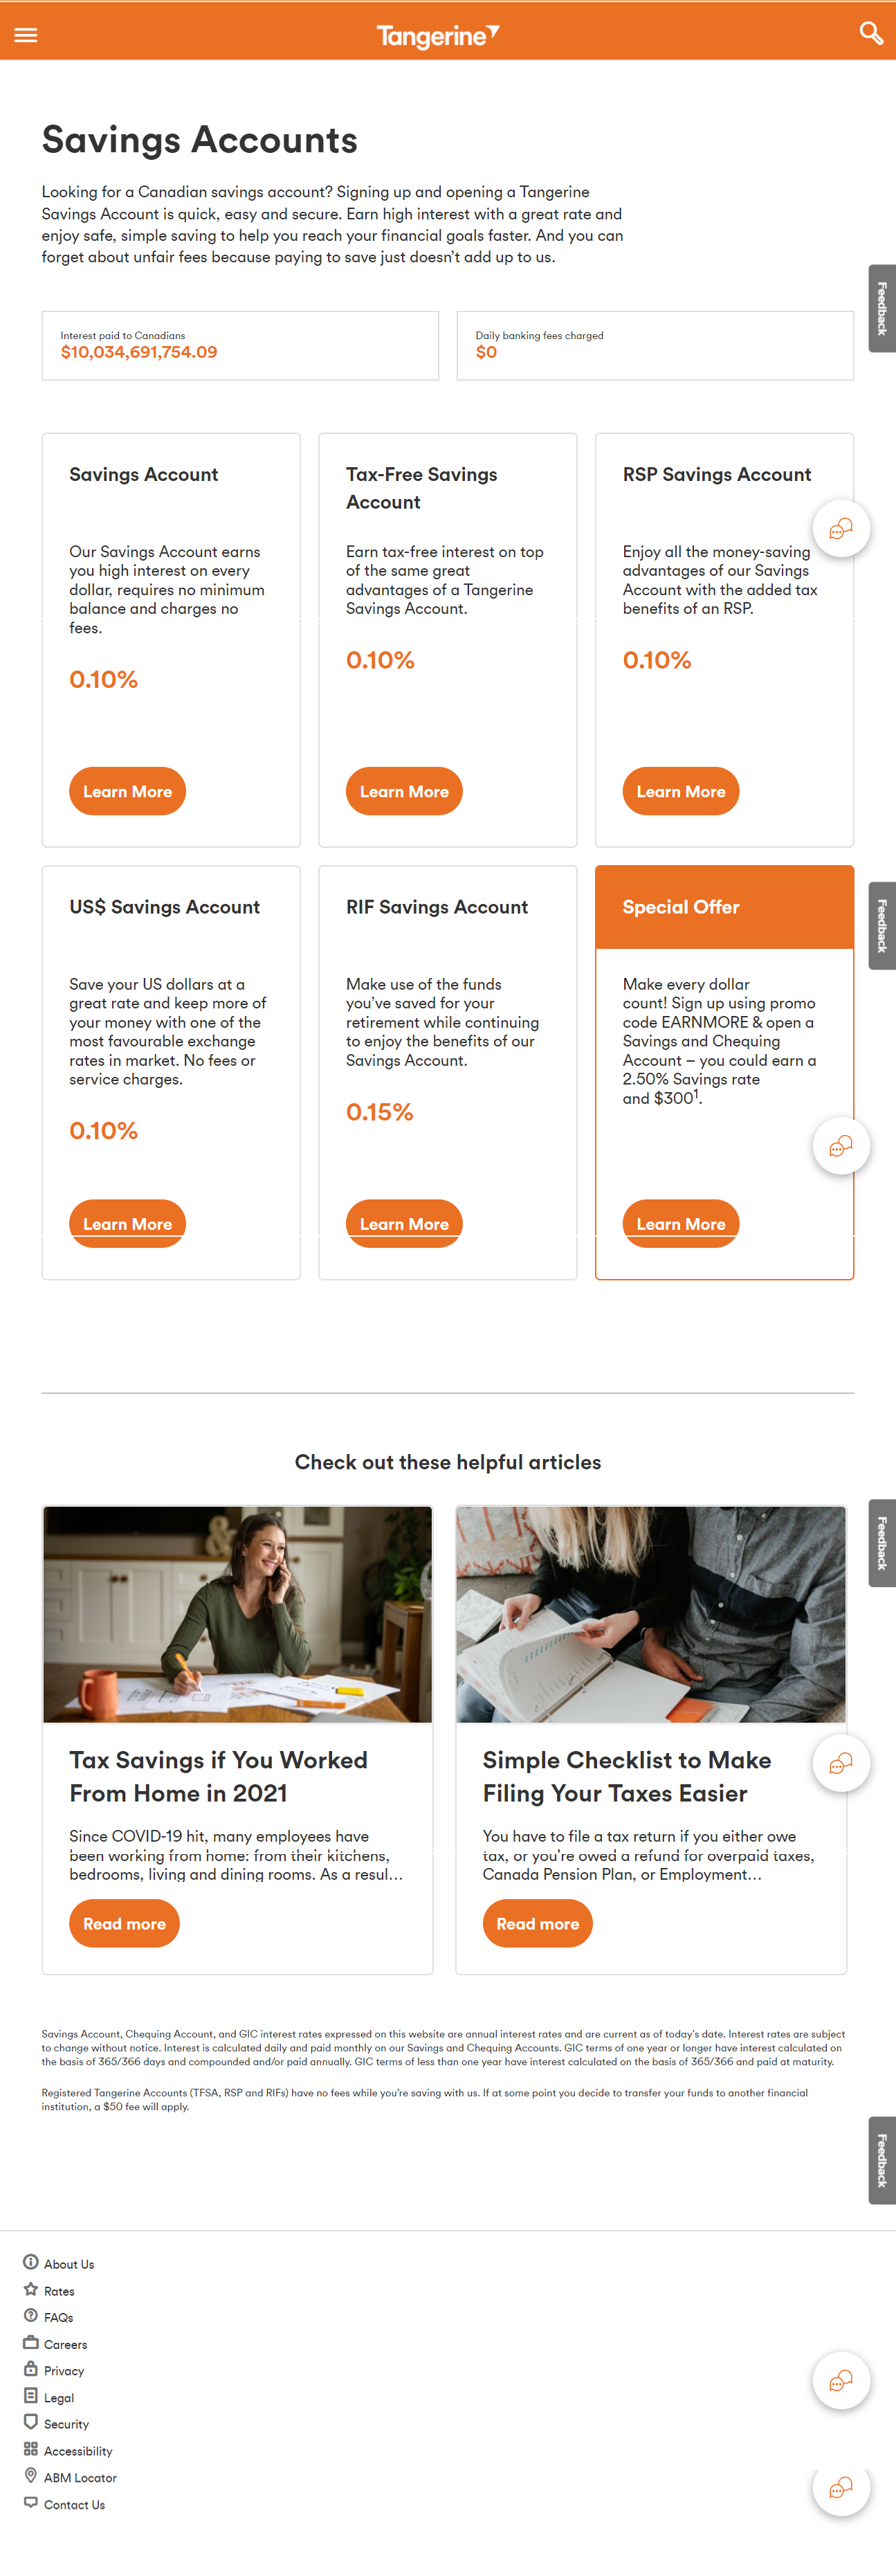 Tangerine
Savings Accounts
Looking for a Canadian savings account? Signing up and opening a Tangerine
Savings Account is quick, easy and secure. Earn high interest with a great rate and
enjoy safe, simple saving to help you reach your financial goals faster. And you can
forget about unfair fees because paying to save just doesn’t add up to us.
Feedback
Interest paid to Canadians
$10,034,691,754.09
Daily banking fees charged
$0
Savings Account
Our Savings Account earns
you high interest on every
dollar, requires no minimum
balance and charges no
fees.
0.10%
Learn More
Tax-Free Savings
Account
Earn tax-free interest on top
of the same great
advantages of a Tangerine
Savings Account.
0.10%
Learn More
RSP Savings Account
Enjoy all the money-saving
advantages of our Savings
Account with the added tax
benefits of an RSP.
0.10%
Learn More
US$ Savings Account
Save your US dollars at a
great rate and keep more of
your money with one of the
most favourable exchange
rates in market. No fees or
service charges.
0.10%
Learn More
RIF Savings Account
Make use of the funds
you’ve saved for your
retirement while continuing
to enjoy the benefits of our
Savings Account.
0.15%
Learn More
Special Offer
Make every dollar
count! Sign up using promo
code EARNMORE & open a
Savings and Chequing
Account – you could earn a
2.50% Savings rate
and $300¹.
Learn More
Feedback
Check out these helpful articles
Feedback
Tax Savings if You Worked
From Home in 2021
Since COVID-19 hit, many employees have
been working from home: from their kitchens,
bedrooms, living and dining rooms. As a resul...
Read more
Simple Checklist to Make
Filing Your Taxes Easier
You have to file a tax return if you either owe
tax, or you're owed a refund for overpaid taxes,
Canada Pension Plan, or Employment...
Read more
Savings Account, Chequing Account, and GIC interest rates expressed on this website are annual interest rates and are current as of today’s date. Interest rates are subject
to change without notice. Interest is calculated daily and paid monthly on our Savings and Chequing Accounts. GIC terms of one year or longer have interest calculated on
the basis of 365/366 days and compounded and/or paid annually. GIC terms of less than one year have interest calculated on the basis of 365/366 and paid at maturity.
Registered Tangerine Accounts (TFSA, RSP and RIFs) have no fees while you’re saving with us. If at some point you decide to transfer your funds to another financial
institution, a $50 fee will apply.
Feedback
About Us
Rates
FAQs
Careers
Privacy
Legal
Security
Accessibility
ABM Locator
Contact Us